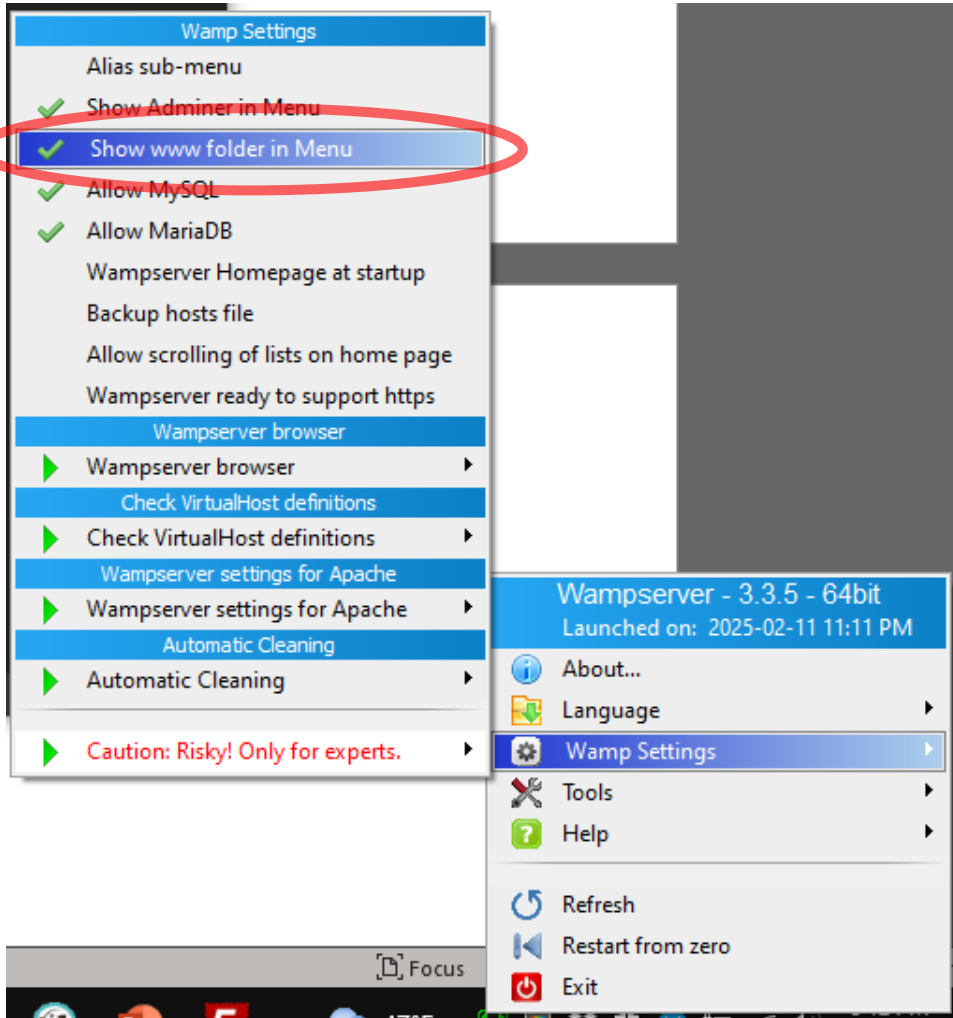 Wamp Settings
Alias sub-menu
Show Adminer in Menu
Show www folder in Menu
Allow MySQL
Allow MariaDB
Wampserver Homepage at startup
Backup hosts file
Allow scrolling of lists on home page
Wampserver ready to support https
Wampserver browser
Wampserver browser
Check VirtualHost definitions
Check VirtualHost definitions
Wampserver settings for Apache
Wampserver settings for Apache
Automatic Cleaning
Automatic Cleaning
Caution: Risky! Only for experts.
Wampserver - 3.3.5 - 64bit
Launched on: 2025-02-11 11:11 PM
About...
Language
Wamp Settings
Tools
Help
Refresh
Restart from zero
Exit
Focus